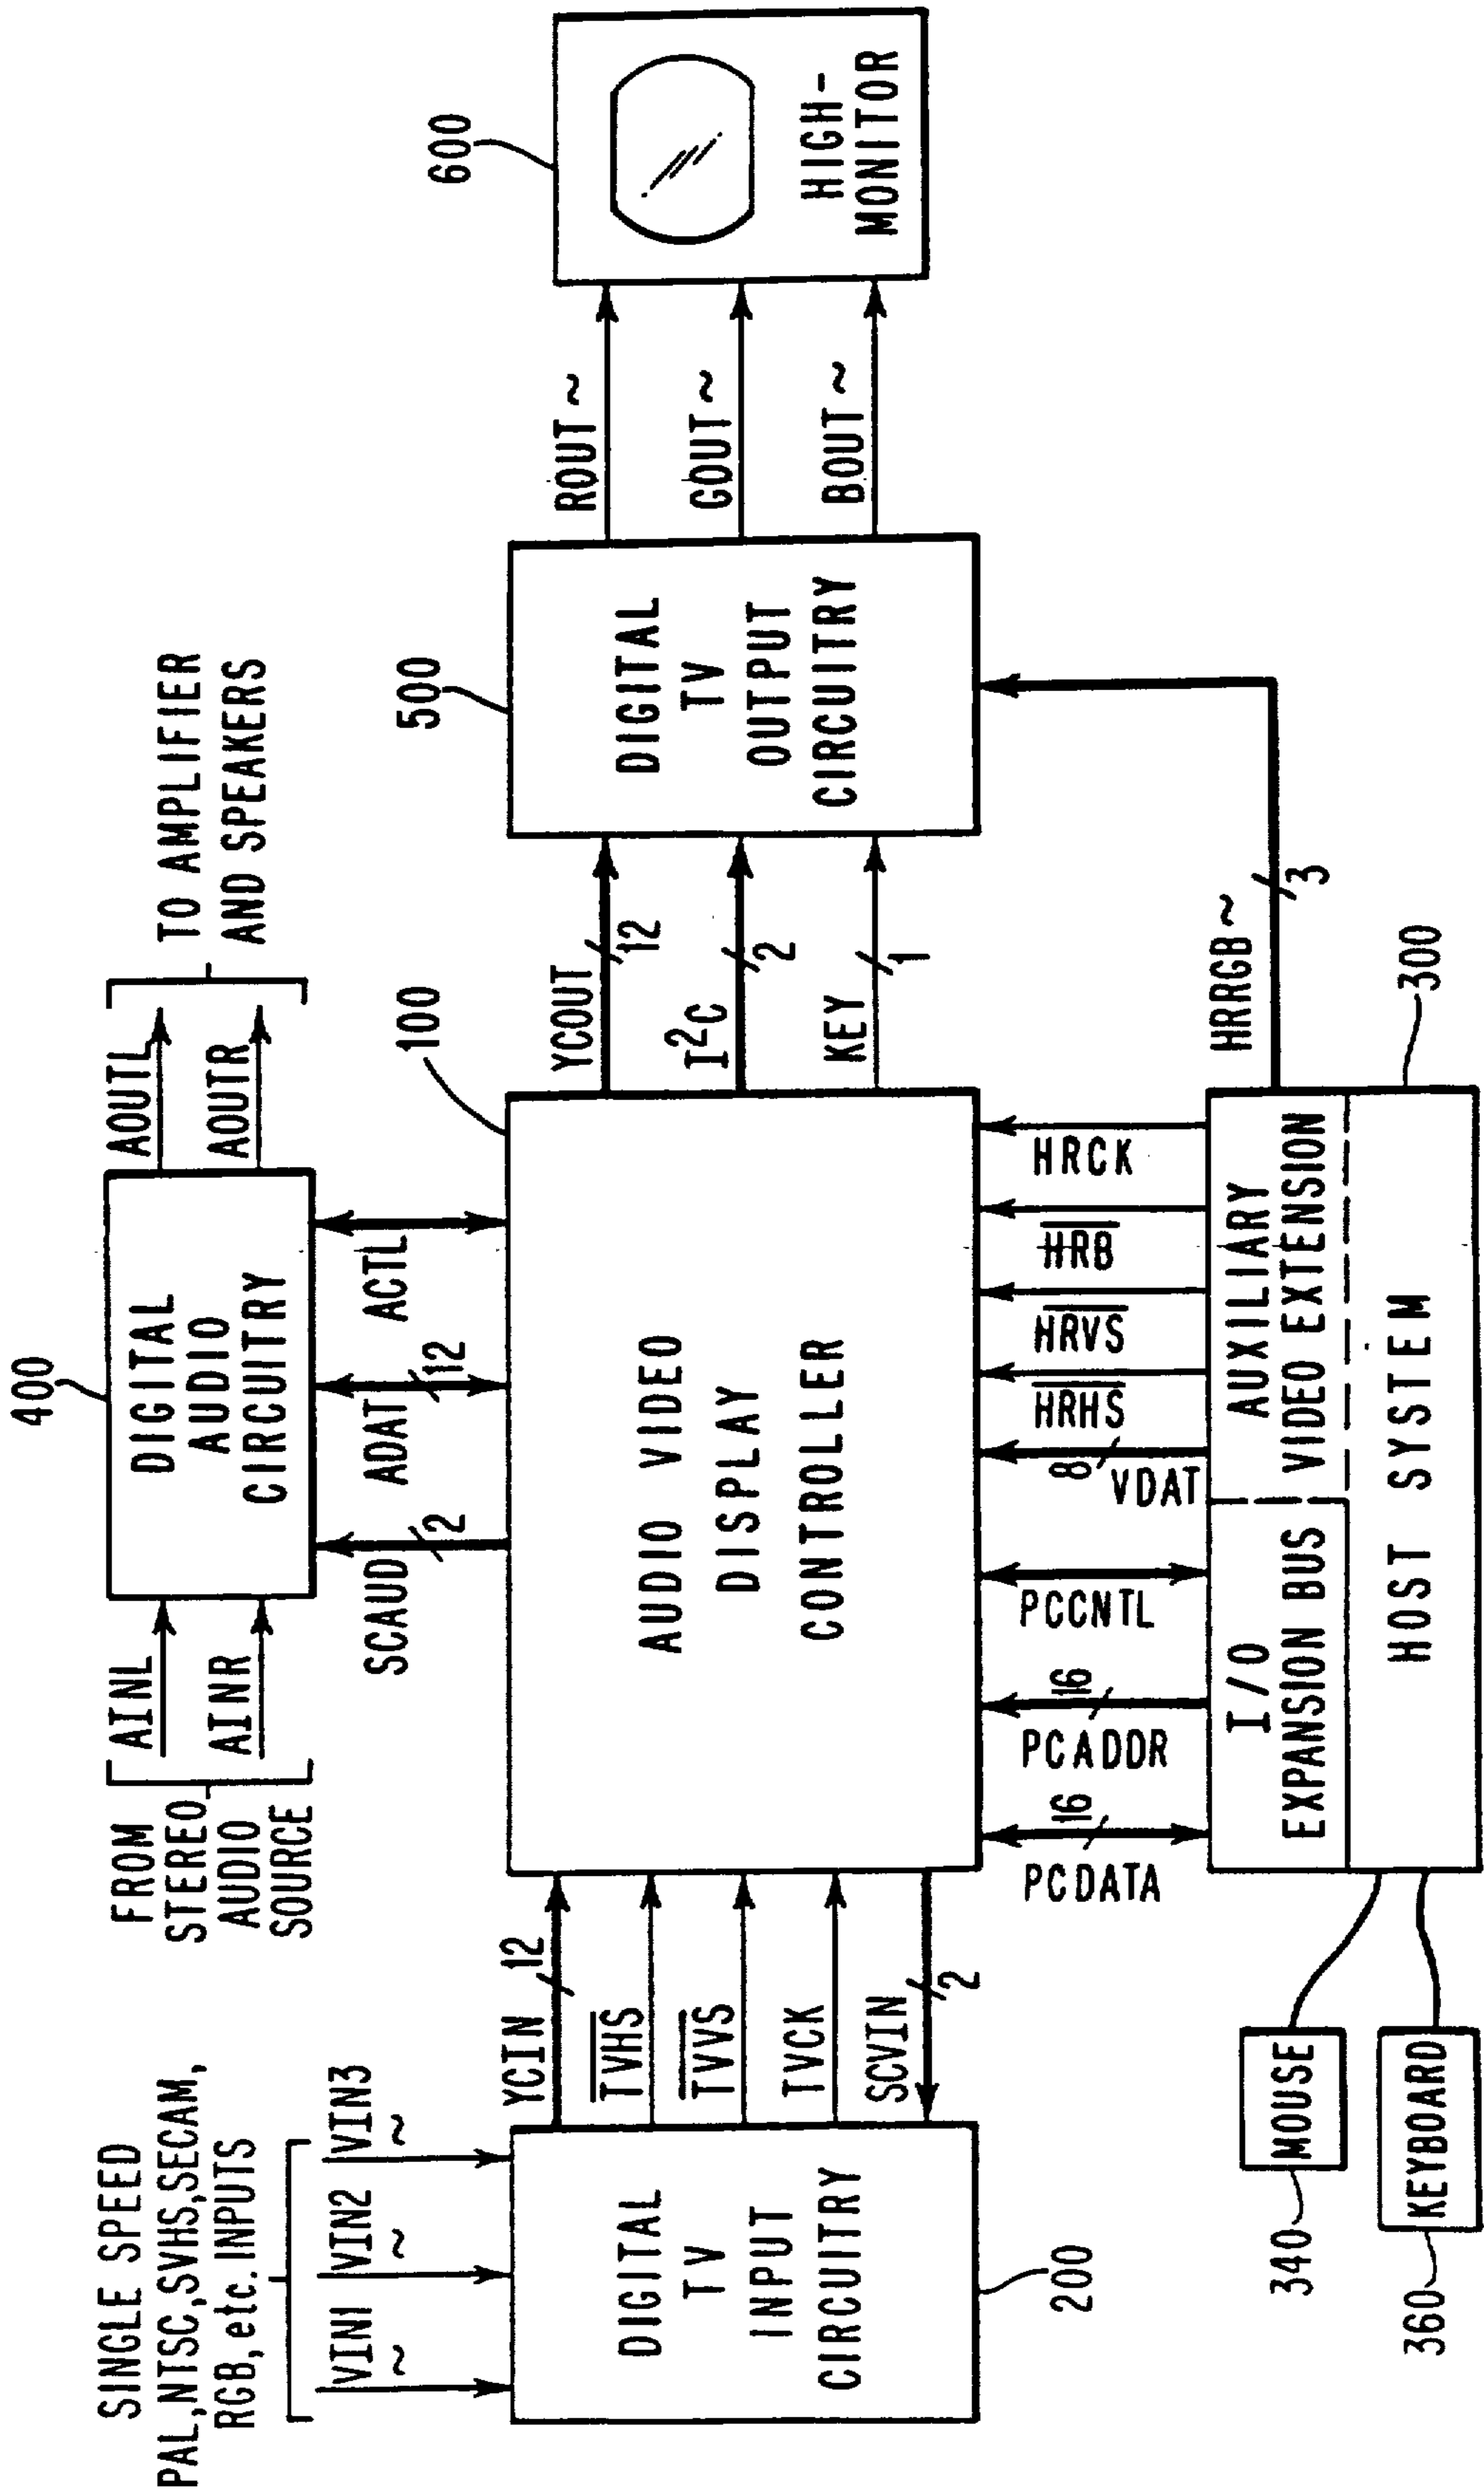 SINGLE SPEED
PAL,NTSC,SVHS,SECAM,
RGB, etc. INPUTS
VIN1
~
VIN2
~
VIN3
~
DIGITAL
TV
INPUT
CIRCUITRY
200
YCIN
12
TVHS
TVVS
TVCK
SCVIN
2
FROM
STEREO
AUDIO
SOURCE
AINL
AINR
400
DIGITAL
AUDIO
CIRCUITRY
AOUTL
AOUTR
TO AMPLIFIER
AND SPEAKERS
SCAUD
2
ADAT
12
ACTL
100
AUDIO VIDEO
DISPLAY
CONTROLLER
YCOUT
12
I²C
2
KEY
1
500
DIGITAL
TV
OUTPUT
CIRCUITRY
ROUT ~
GOUT ~
BOUT ~
600
HIGH-
MONITOR
PCDATA
16
PCADDR
16
PCCNTL
VDAT
8
HRHS
HRVS
HRB
HRCK
HRRGB ~
3
I/O
EXPANSION BUS
AUXILIARY
VIDEO EXTENSION
HOST SYSTEM
300
MOUSE
340
KEYBOARD
360